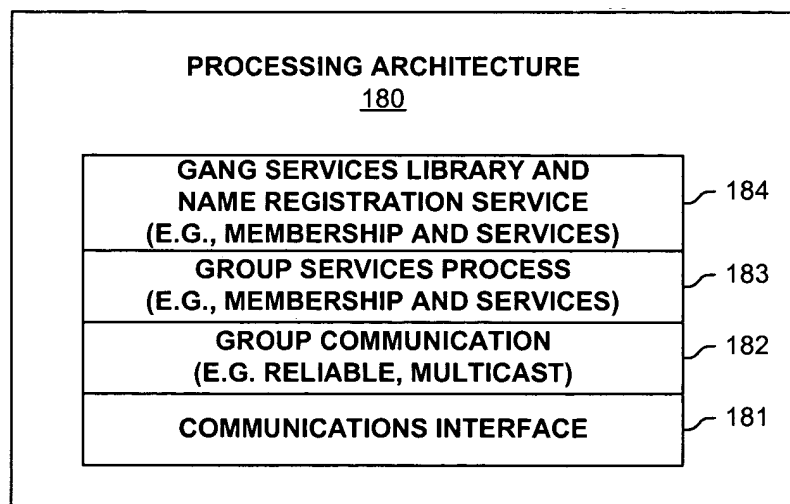 PROCESSING ARCHITECTURE
180
GANG SERVICES LIBRARY AND
NAME REGISTRATION SERVICE
(E.G., MEMBERSHIP AND SERVICES)
184
GROUP SERVICES PROCESS
(E.G., MEMBERSHIP AND SERVICES)
183
GROUP COMMUNICATION
(E.G. RELIABLE, MULTICAST)
182
COMMUNICATIONS INTERFACE
181